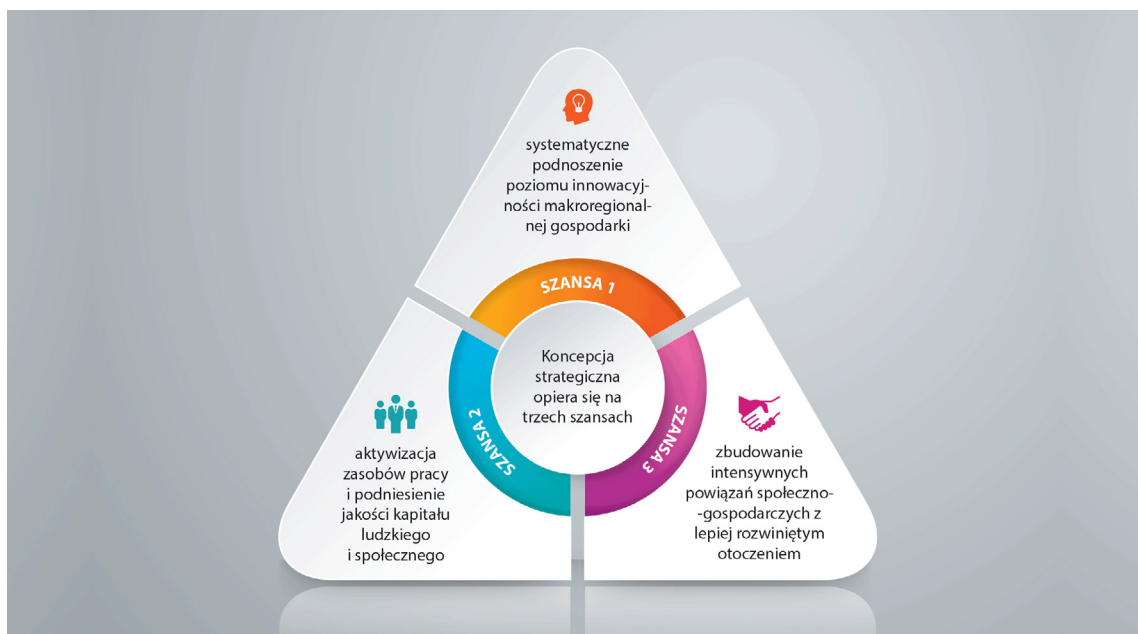 systematyczne
podnoszenie
poziomu innowacyj-
ności makroregional-
nej gospodarki
SZANSA 1
Koncepcja
strategiczna
opiera się na
trzech szansach
SZANSA 2
aktywizacja
zasobów pracy
i podniesienie
jakości kapitału
ludzkiego
i społecznego
SZANSA 3
zbudowanie
intensywnych
powiązań społeczno-
-gospodarczych z
lepiej rozwiniętym
otoczeniem